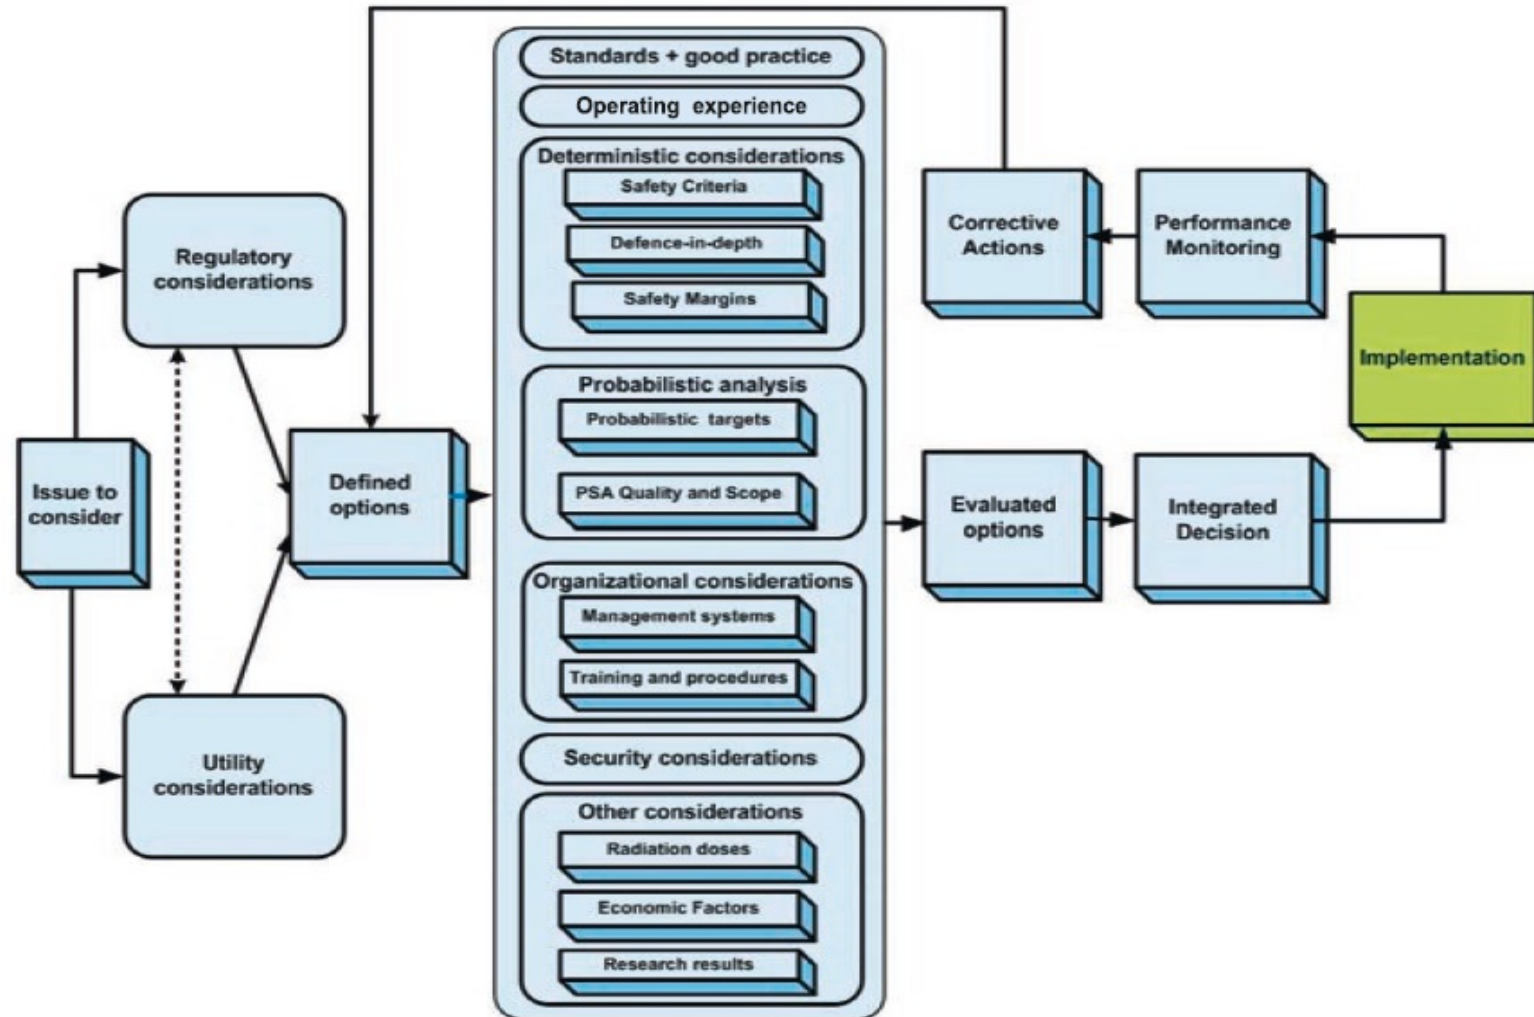 Standards + good practice
Operating experience
Deterministic considerations
Safety Criteria
Defence-in-depth
Safety Margins
Probabilistic analysis
Probabilistic targets
PSA Quality and Scope
Organizational considerations
Management systems
Training and procedures
Security considerations
Other considerations
Radiation doses
Economic Factors
Research results
Regulatory
considerations
Issue to
consider
Utility
considerations
Defined
options
Evaluated
options
Integrated
Decision
Implementation
Performance
Monitoring
Corrective
Actions